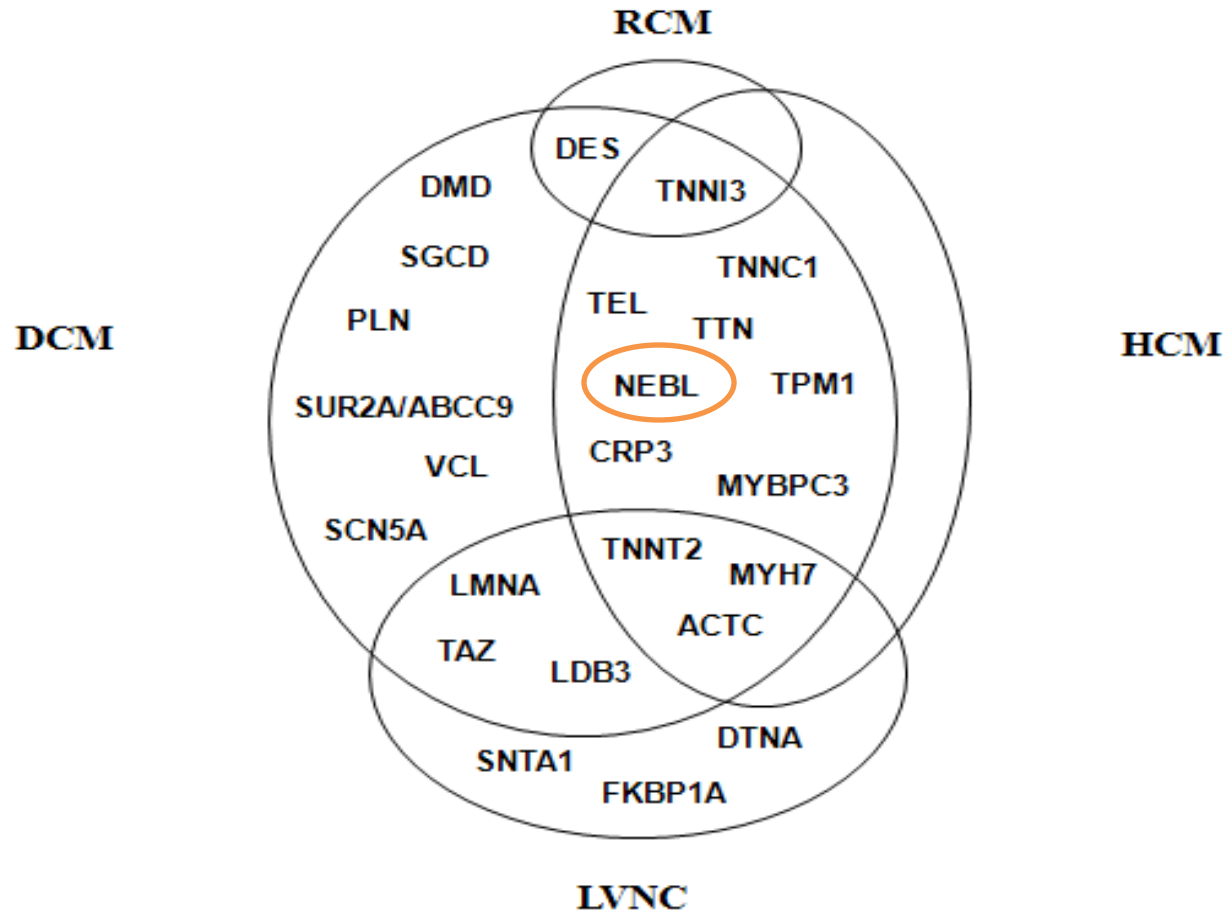 RCM
DES
DMD
TNNI3
SGCD
TNNC1
TEL
PLN
TTN
DCM
HCM
NEBL
TPM1
SUR2A/ABCC9
CRP3
VCL
MYBPC3
SCN5A
TNNT2
MYH7
LMNA
ACTC
TAZ
LDB3
DTNA
SNTA1
FKBP1A
LVNC